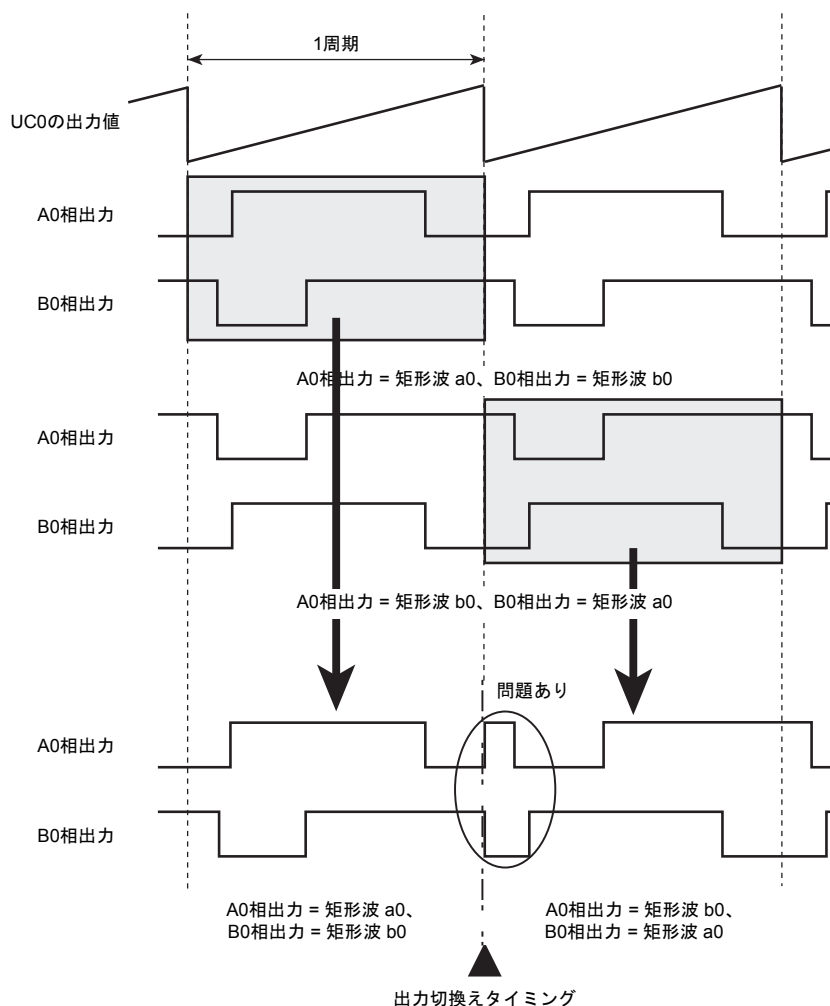 1周期
UC0の出力値
A0相出力
B0相出力
A0相出力 = 矩形波 a0、B0相出力 = 矩形波 b0
A0相出力
B0相出力
A0相出力 = 矩形波 b0、B0相出力 = 矩形波 a0
問題あり
A0相出力
B0相出力
A0相出力 = 矩形波 a0、
B0相出力 = 矩形波 b0
A0相出力 = 矩形波 b0、
B0相出力 = 矩形波 a0
出力切換えタイミング